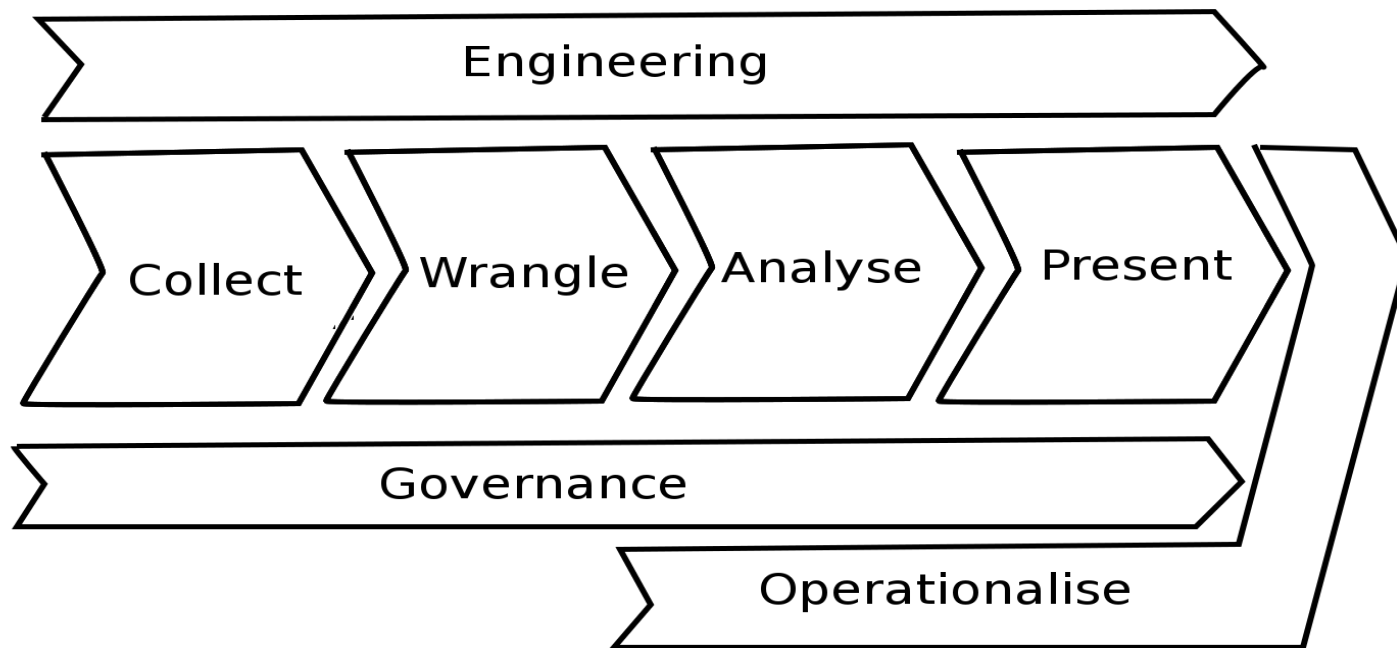 Engineering
Collect
Wrangle
Analyse
Present
Governance
Operationalise